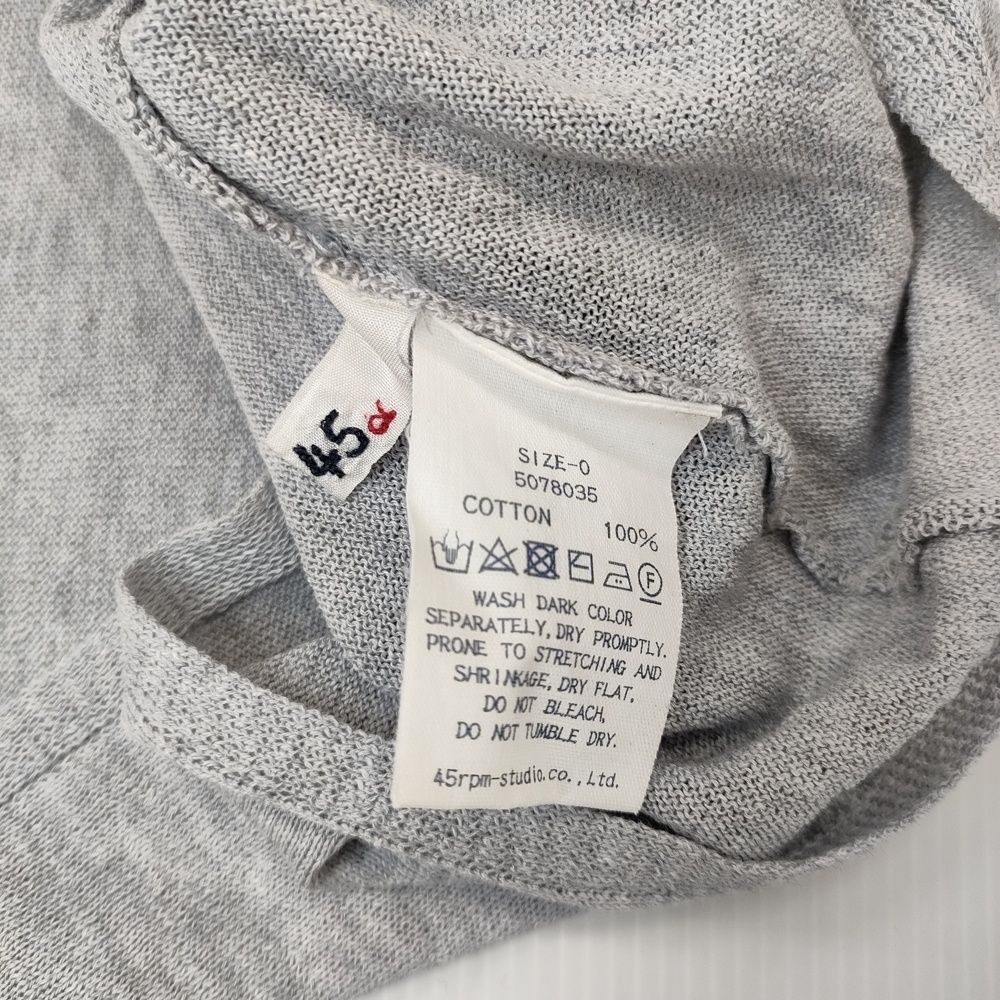 45R
SIZE-0
5078035
COTTON 100%
F
WASH DARK COLOR
SEPARATELY, DRY PROMPTLY.
PRONE TO STRETCHING AND
SHRINKAGE, DRY FLAT,
DO NOT BLEACH,
DO NOT TUMBLE DRY.
45rpm-studio.co.,Ltd.